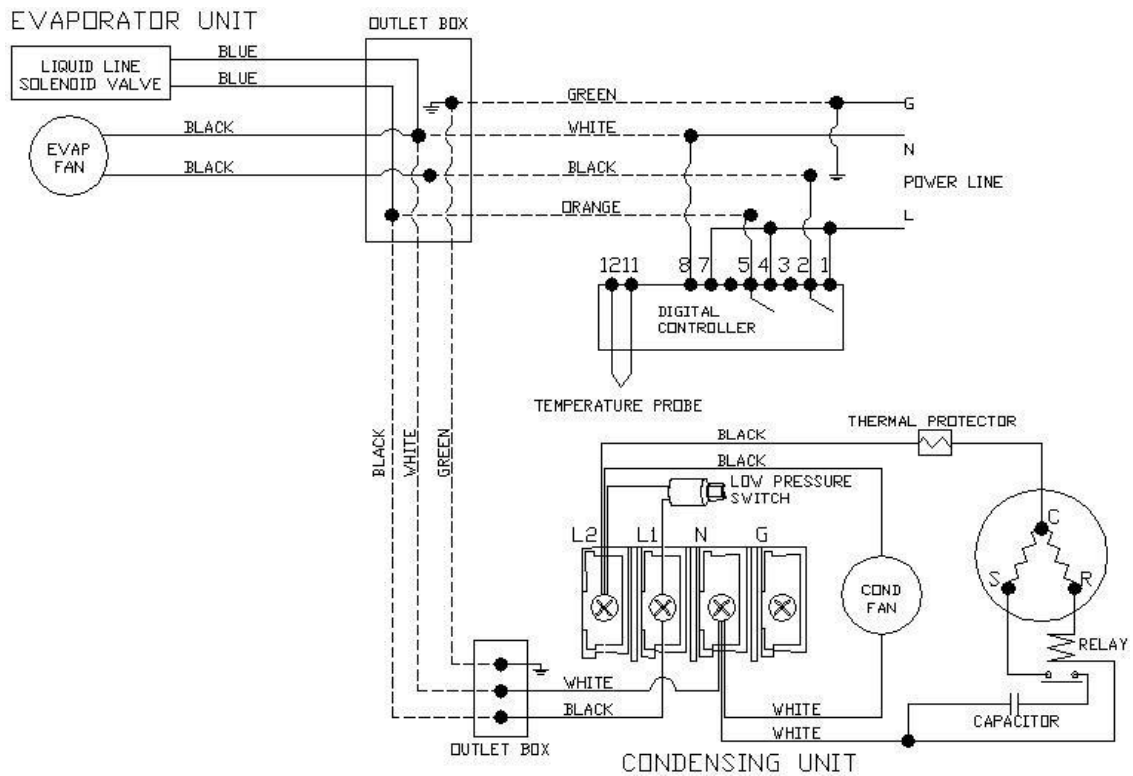 EVAPORATOR UNIT
OUTLET BOX
LIQUID LINE
SOLENOID VALVE
BLUE
BLUE
EVAP
FAN
BLACK
BLACK
GREEN
WHITE
BLACK
ORANGE
G
N
POWER LINE
L
12 11 8 7 5 4 3 2 1
DIGITAL
CONTROLLER
TEMPERATURE PROBE
BLACK
WHITE
GREEN
THERMAL PROTECTOR
BLACK
BLACK
LOW PRESSURE
SWITCH
L2 L1 N G
C
S R
COND
FAN
RELAY
WHITE
BLACK
WHITE
WHITE
CAPACITOR
OUTLET BOX
CONDENSING UNIT